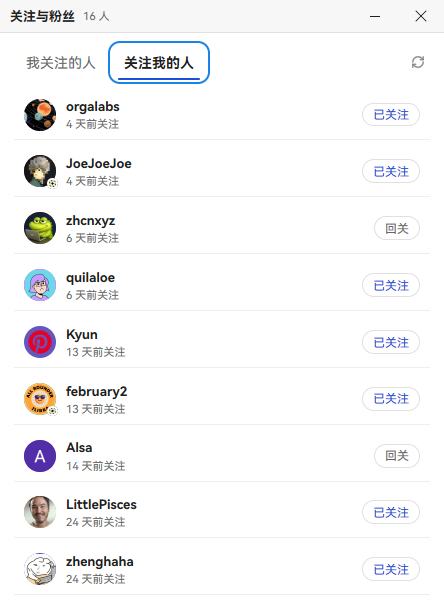 关注与粉丝 16 人
我关注的人 关注我的人
orgalabs
4 天前关注
已关注
JoeJoeJoe
4 天前关注
已关注
zhcnxyz
6 天前关注
回关
quilaloe
6 天前关注
已关注
Kyun
13 天前关注
已关注
ALL ROUNDER
february2
13 天前关注
已关注
A
Alsa
14 天前关注
回关
LittlePisces
24 天前关注
已关注
zhenghaha
24 天前关注
已关注